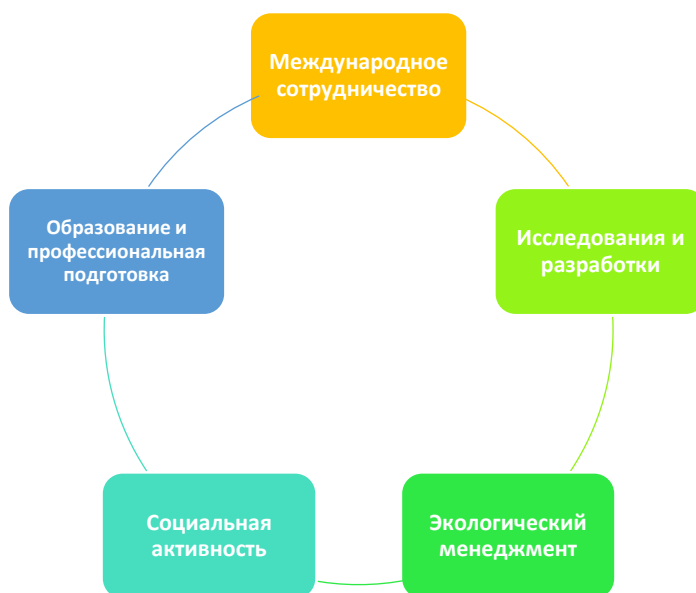 Международное
сотрудничество
Исследования и
разработки
Экологический
менеджмент
Социальная
активность
Образование и
профессиональная
подготовка